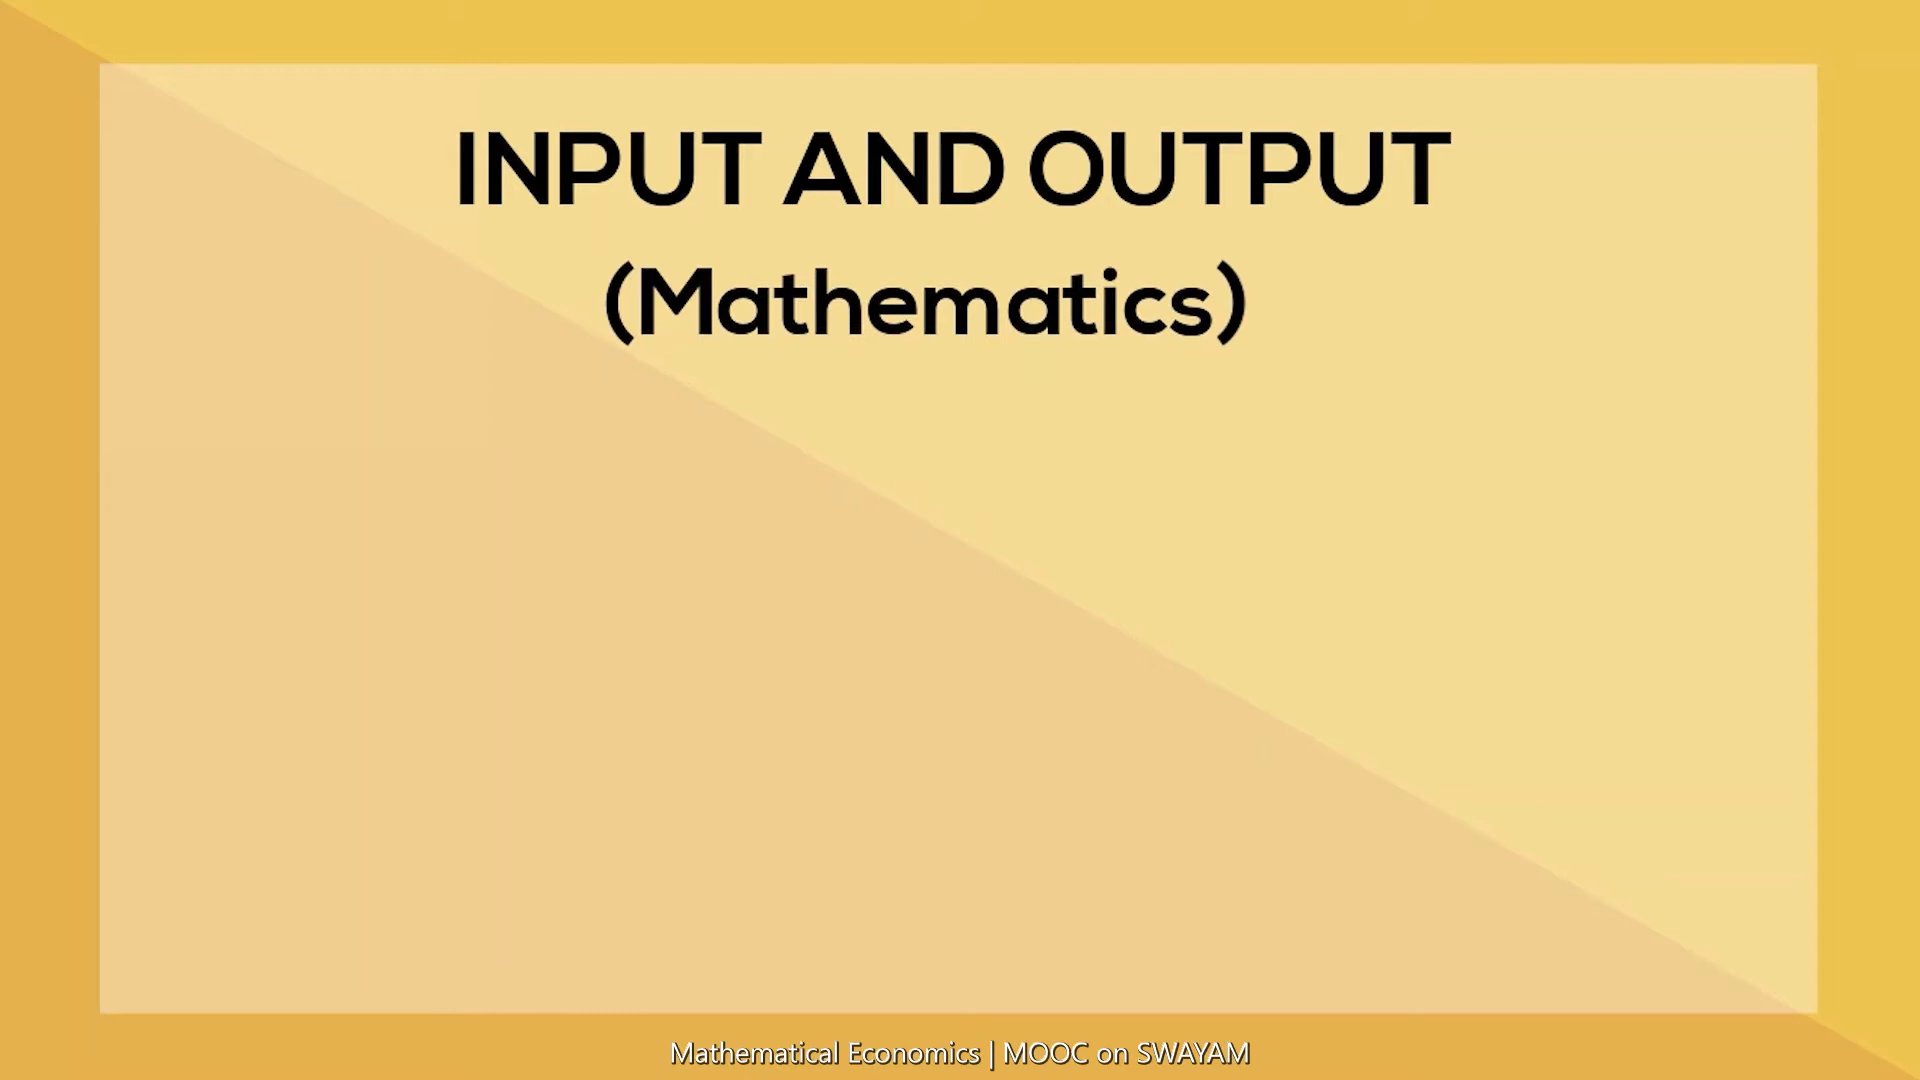 INPUT AND OUTPUT
(Mathematics)
Mathematical Economics | MOOC on SWAYAM